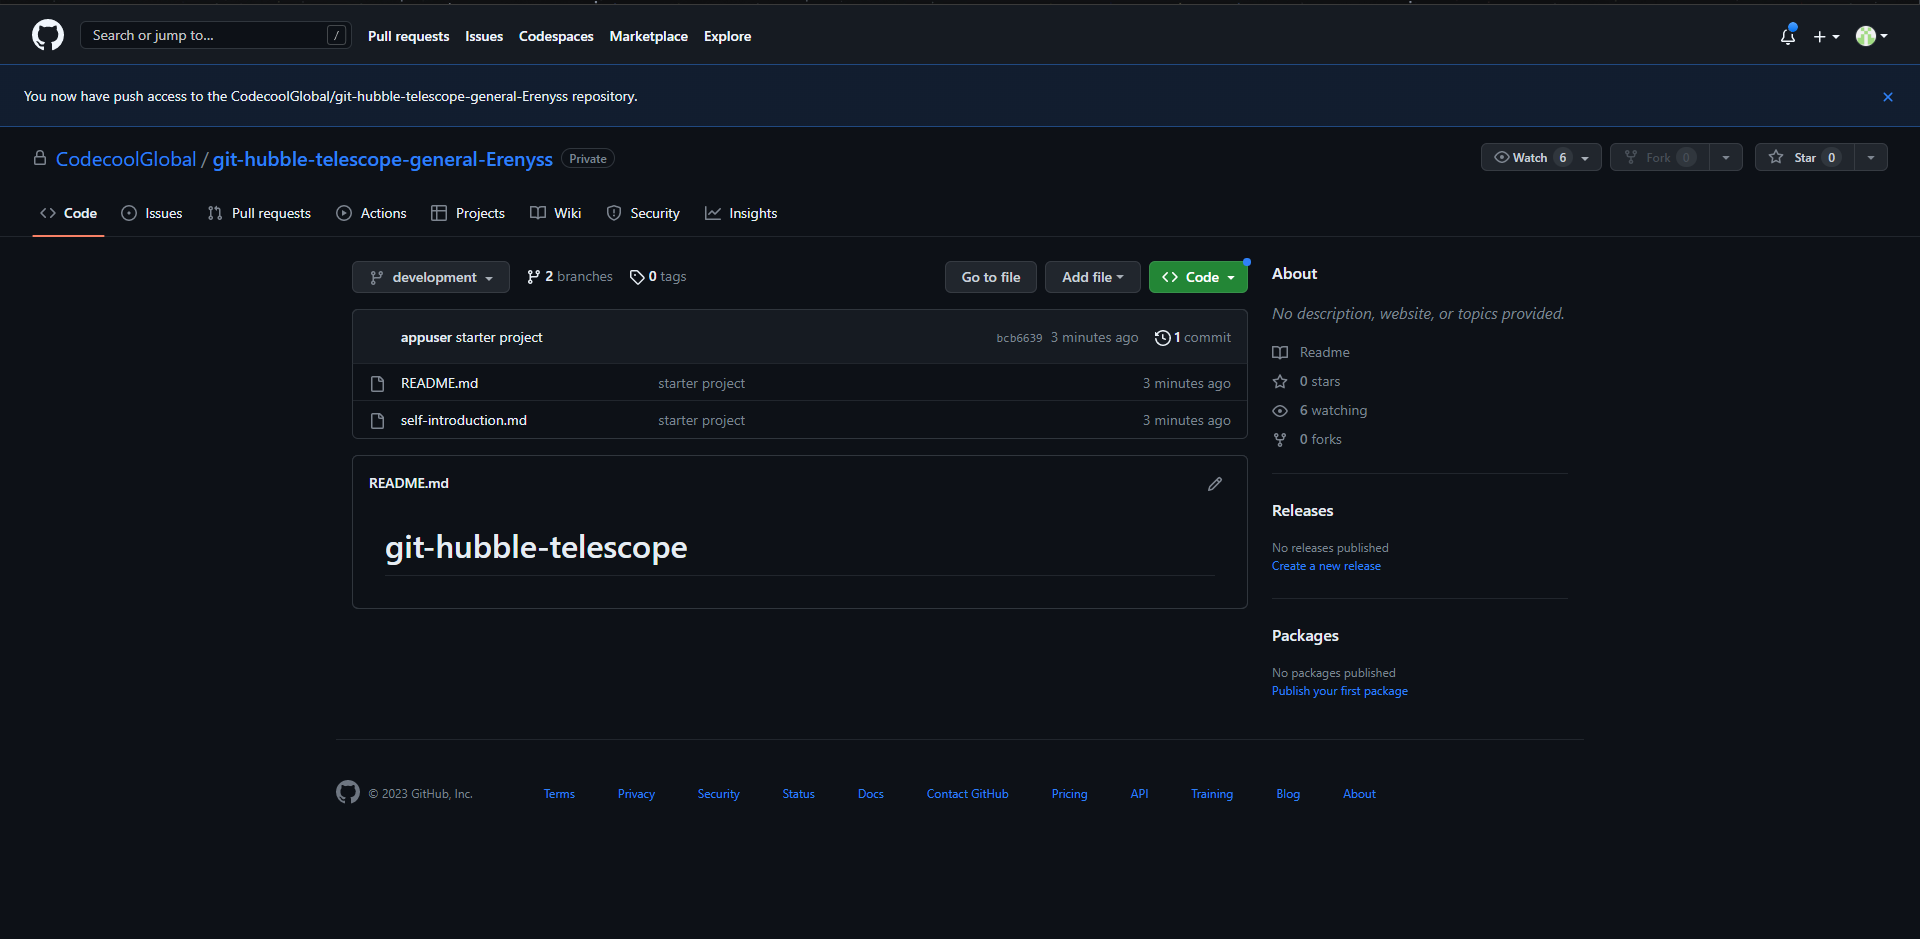 Search or jump to... /
Pull requests Issues Codespaces Marketplace Explore
You now have push access to the CodecoolGlobal/git-hubble-telescope-general-Erenyss repository.
CodecoolGlobal / git-hubble-telescope-general-Erenyss Private
Watch 6 Fork 0 Star 0
Code Issues Pull requests Actions Projects Wiki Security Insights
development 2 branches 0 tags Go to file Add file Code
appuser starter project bcb6639 3 minutes ago 1 commit
README.md starter project 3 minutes ago
self-introduction.md starter project 3 minutes ago
README.md
git-hubble-telescope
About
No description, website, or topics provided.
Readme
0 stars
6 watching
0 forks
Releases
No releases published
Create a new release
Packages
No packages published
Publish your first package
© 2023 GitHub, Inc. Terms Privacy Security Status Docs Contact GitHub Pricing API Training Blog About